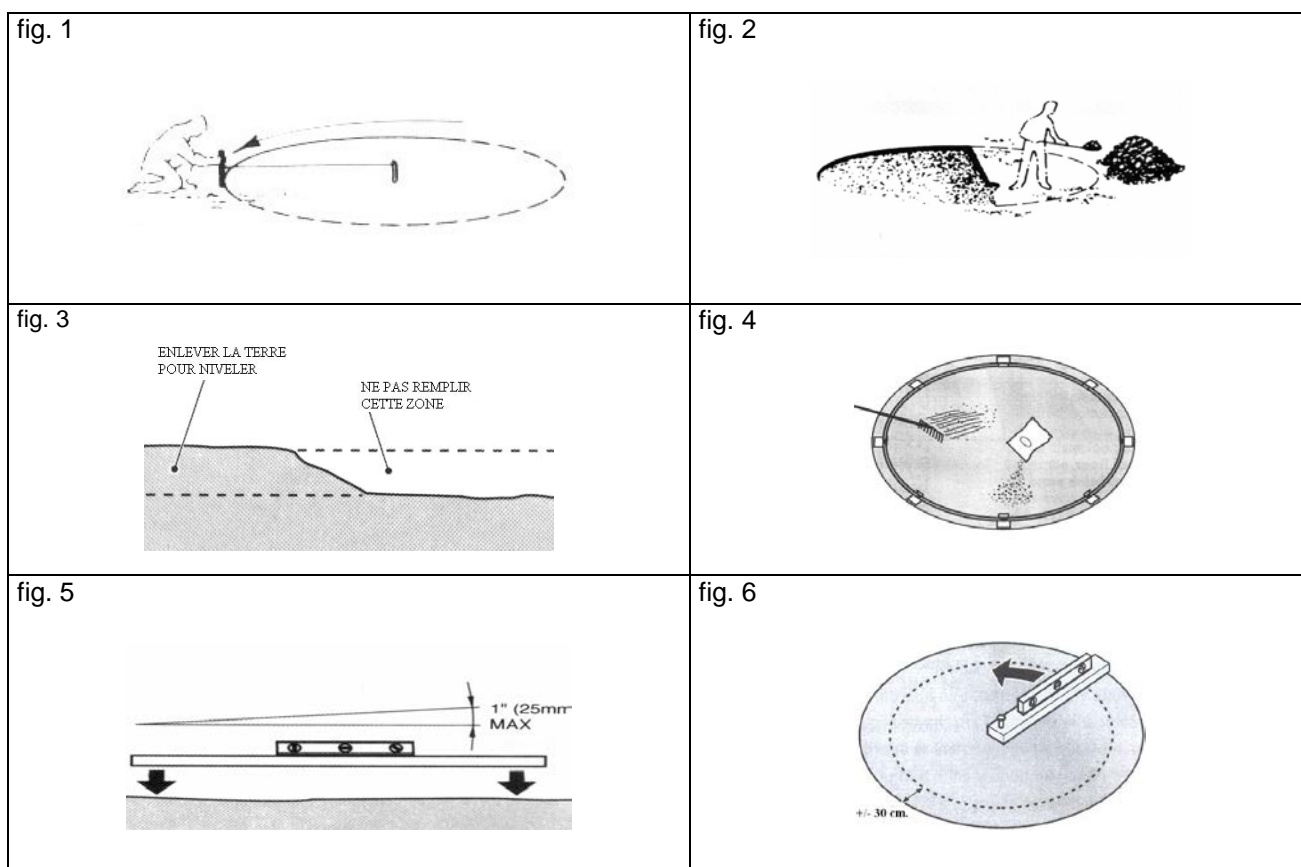 fig. 1
fig. 2
fig. 3
ENLEVER LA TERRE
POUR NIVELER
NE PAS REMPLIR
CETTE ZONE
fig. 4
fig. 5
1" (25mm
MAX
fig. 6
+/- 30 cm.